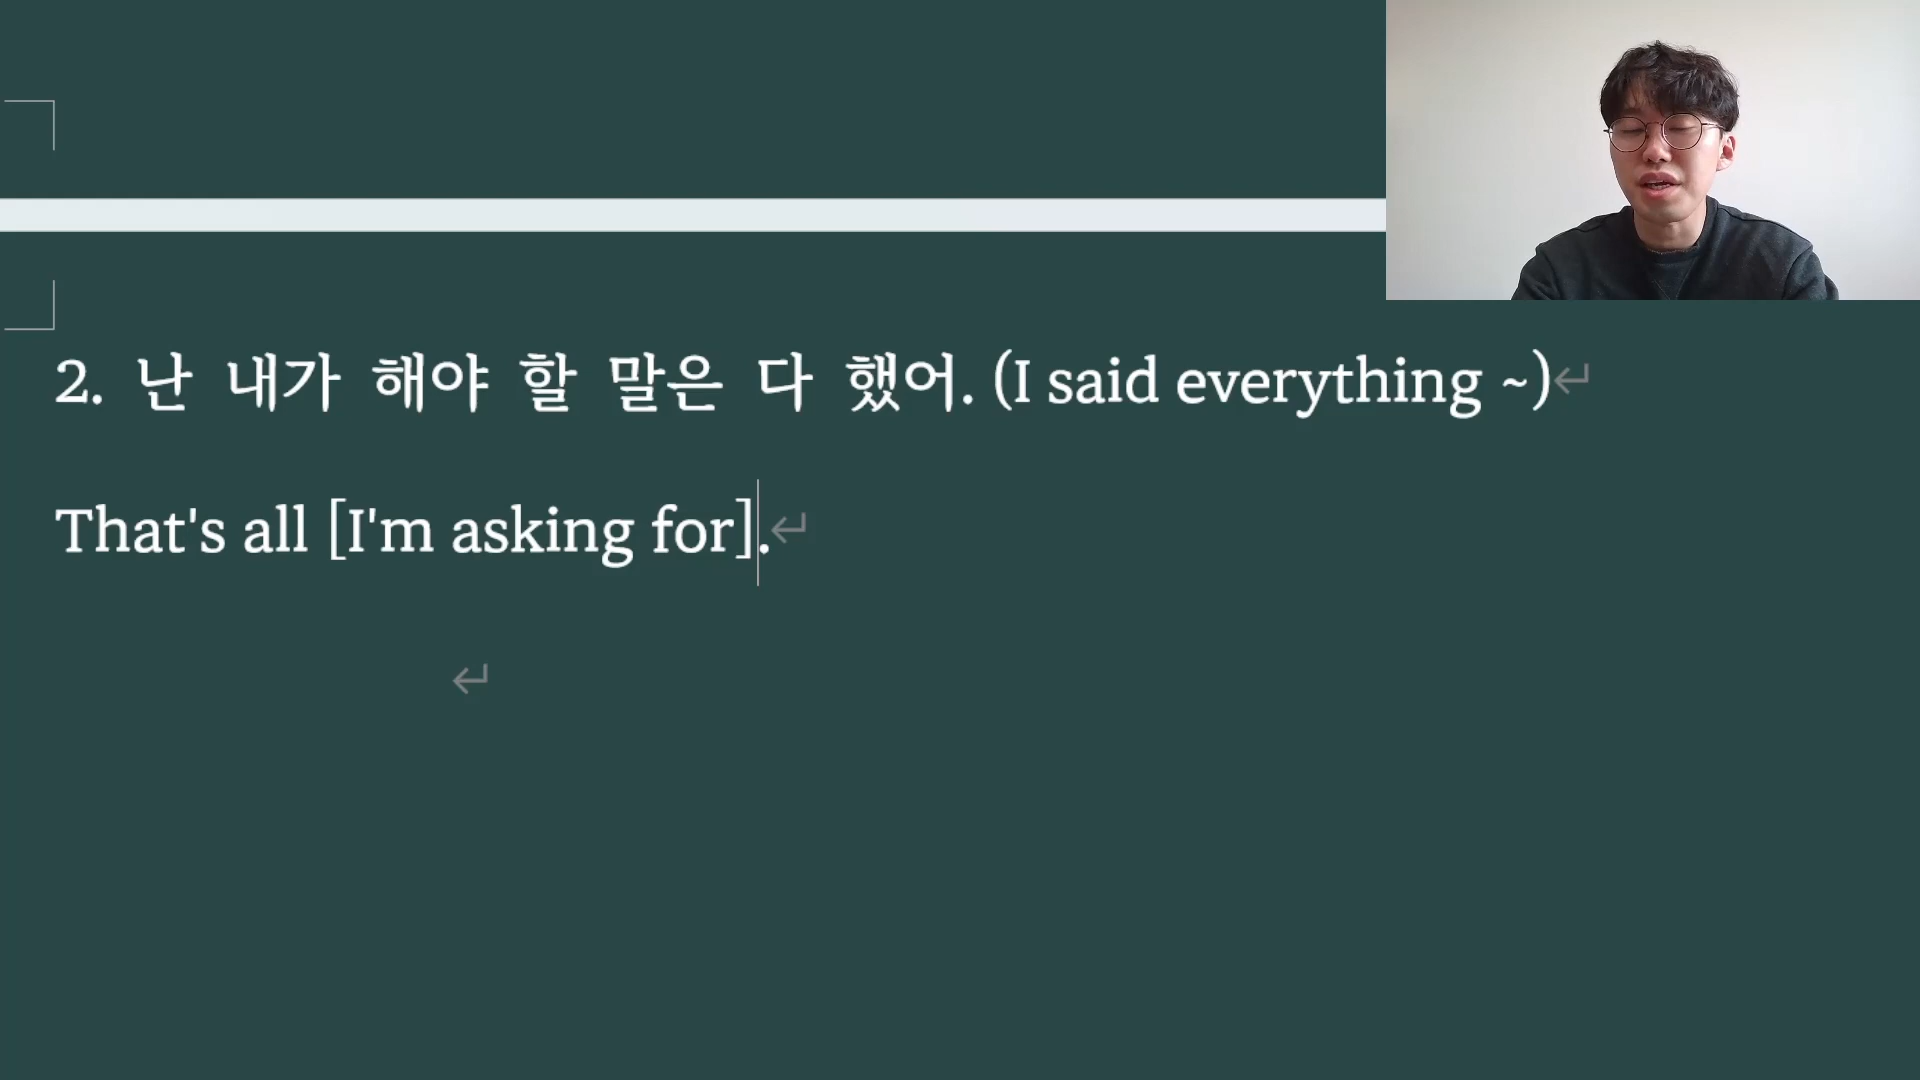 2. 난 내가 해야 할 말은 다 했어. (I said everything ~)
That's all [I'm asking for].